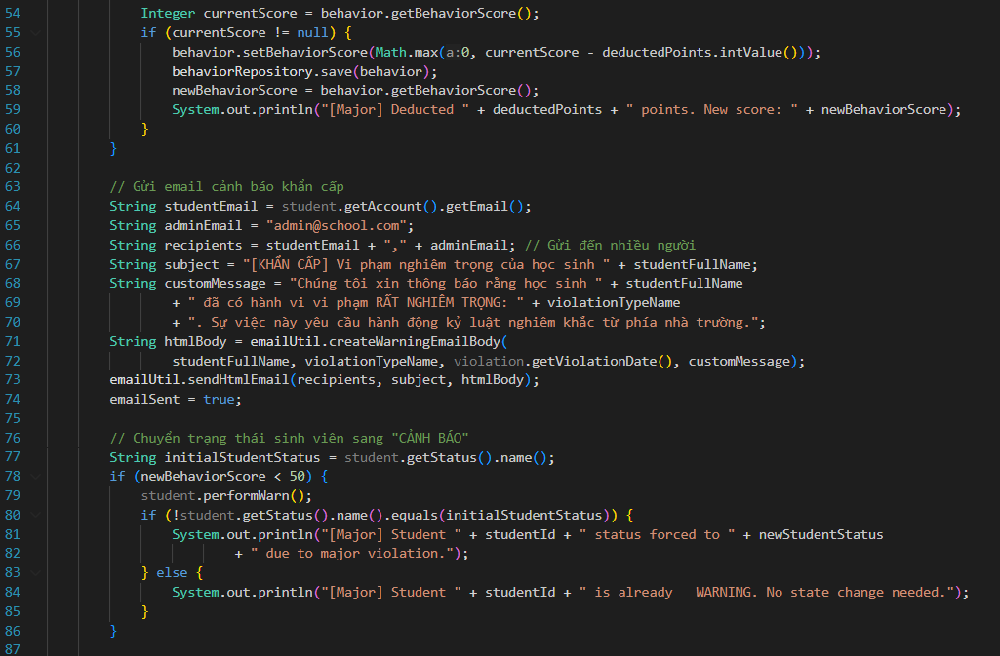 54 Integer currentScore = behavior.getBehaviorScore();
55 if (currentScore != null) {
56 behavior.setBehaviorScore(Math.max(a:0, currentScore - deductedPoints.intValue()));
57 behaviorRepository.save(behavior);
58 newBehaviorScore = behavior.getBehaviorScore();
59 System.out.println("[Major] Deducted " + deductedPoints + " points. New score: " + newBehaviorScore);
60 }
61 }
62
63 // Gửi email cảnh báo khẩn cấp
64 String studentEmail = student.getAccount().getEmail();
65 String adminEmail = "admin@school.com";
66 String recipients = studentEmail + "," + adminEmail; // Gửi đến nhiều người
67 String subject = "[KHẨN CẤP] Vi phạm nghiêm trọng của học sinh " + studentFullName;
68 String customMessage = "Chúng tôi xin thông báo rằng học sinh " + studentFullName
69 + " đã có hành vi vi phạm RẤT NGHIÊM TRỌNG: " + violationTypeName
70 + ". Sự việc này yêu cầu hành động kỷ luật nghiêm khắc từ phía nhà trường.";
71 String htmlBody = emailUtil.createWarningEmailBody(
72 studentFullName, violationTypeName, violation.getViolationDate(), customMessage);
73 emailUtil.sendHtmlEmail(recipients, subject, htmlBody);
74 emailSent = true;
75
76 // Chuyển trạng thái sinh viên sang "CẢNH BÁO"
77 String initialStudentStatus = student.getStatus().name();
78 if (newBehaviorScore < 50) {
79 student.performWarn();
80 if (!student.getStatus().name().equals(initialStudentStatus)) {
81 System.out.println("[Major] Student " + studentId + " status forced to " + newStudentStatus
82 + " due to major violation.");
83 } else {
84 System.out.println("[Major] Student " + studentId + " is already   WARNING. No state change needed.");
85 }
86 }
87